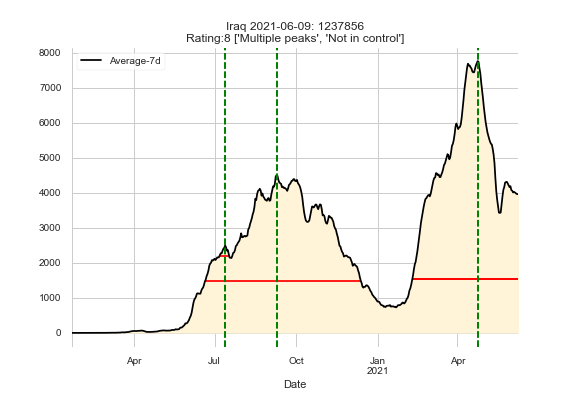 Iraq 2021-06-09: 1237856
Rating:8 ['Multiple peaks', 'Not in control']
Average-7d
8000
7000
6000
5000
4000
3000
2000
1000
0
Apr
Jul
Oct
Jan
2021
Apr
Date